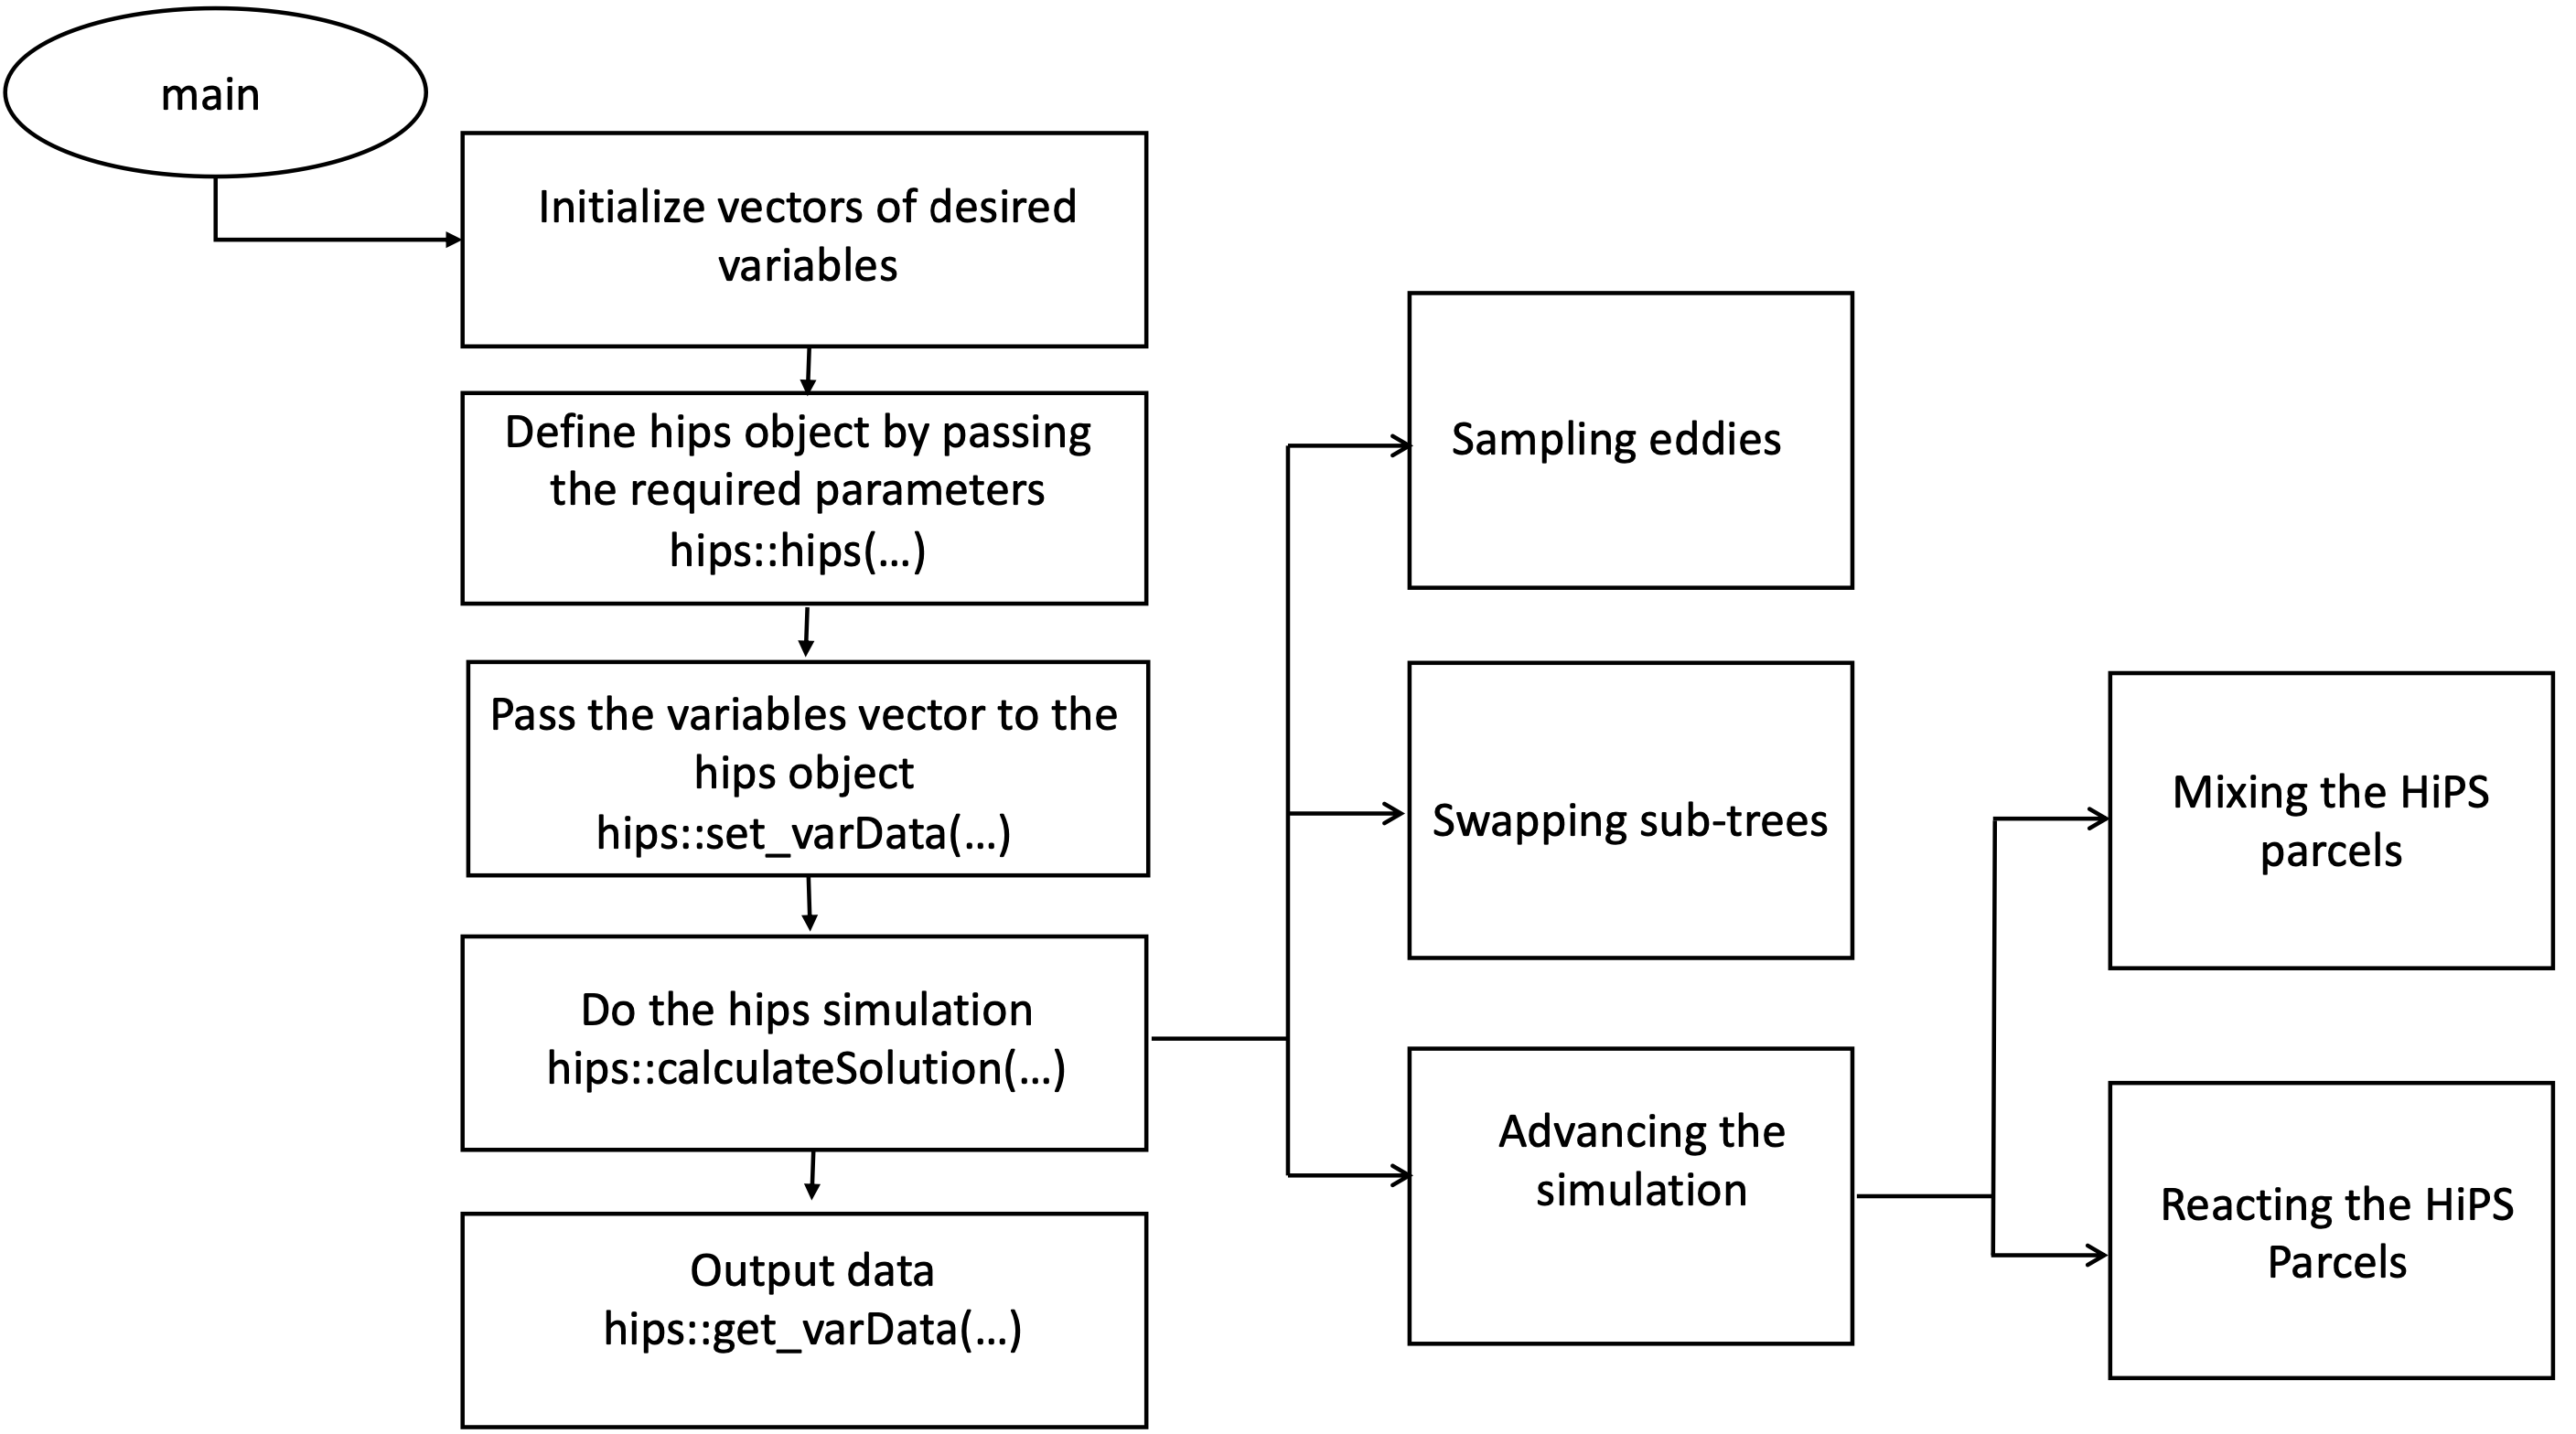 main
Initialize vectors of desired
variables
Define hips object by passing
the required parameters
hips::hips(…)
Pass the variables vector to the
hips object
hips::set_varData(…)
Do the hips simulation
hips::calculateSolution(…)
Output data
hips::get_varData(…)
Sampling eddies
Swapping sub-trees
Advancing the
simulation
Mixing the HiPS
parcels
Reacting the HiPS
Parcels